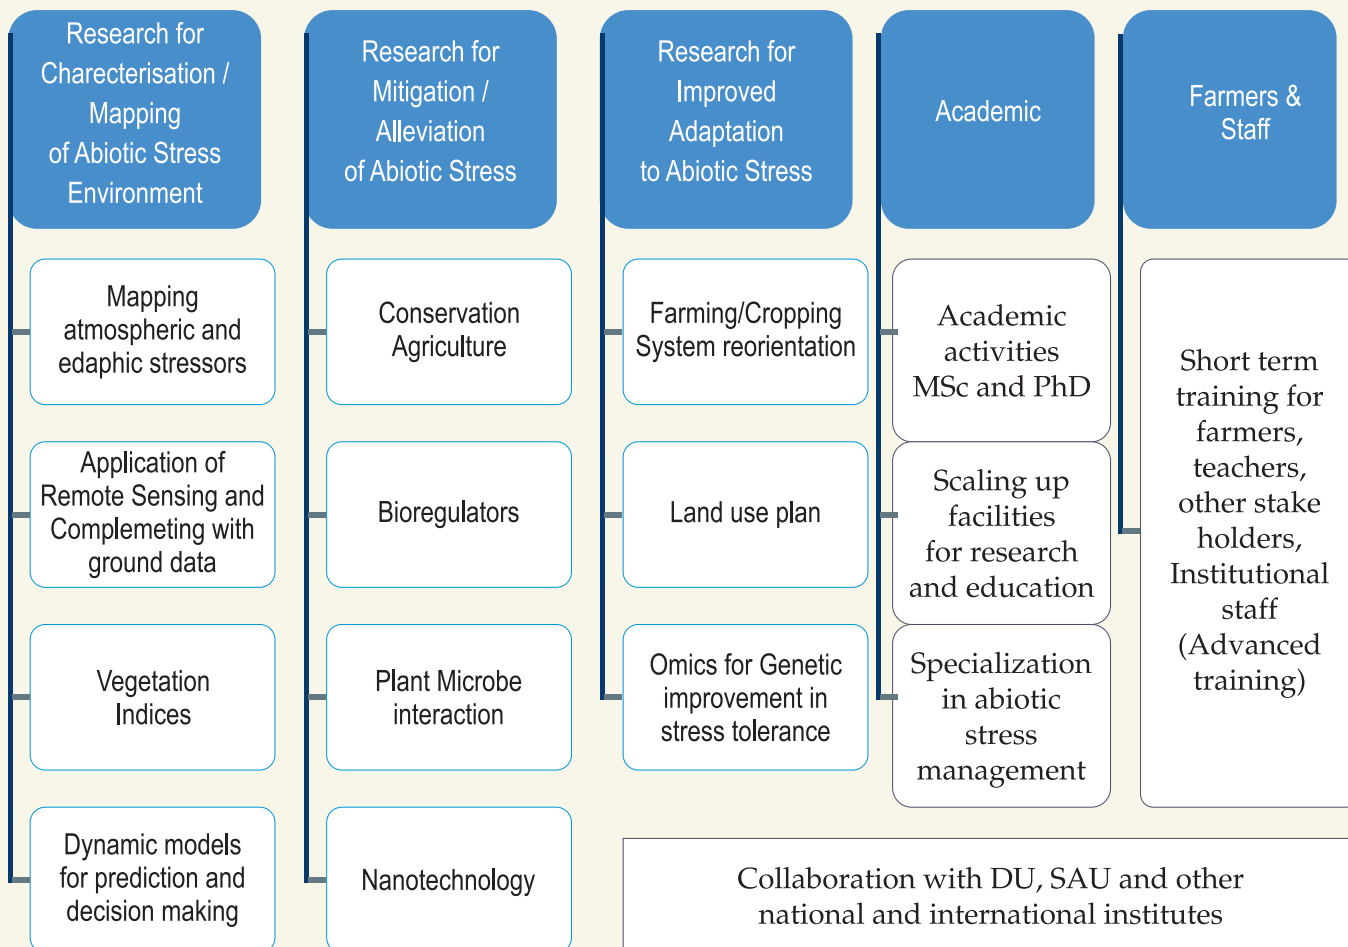 Research for
Charecterisation /
Mapping
of Abiotic Stress
Environment
Mapping
atmospheric and
edaphic stressors
Application of
Remote Sensing and
Complemeting with
ground data
Vegetation
Indices
Dynamic models
for prediction and
decision making
Research for
Mitigation /
Alleviation
of Abiotic Stress
Conservation
Agriculture
Bioregulators
Plant Microbe
interaction
Nanotechnology
Research for
Improved
Adaptation
to Abiotic Stress
Farming/Cropping
System reorientation
Land use plan
Omics for Genetic
improvement in
stress tolerance
Academic
Academic
activities
MSc and PhD
Scaling up
facilities
for research
and education
Specialization
in abiotic
stress
management
Farmers &
Staff
Short term
training for
farmers,
teachers,
other stake
holders,
Institutional
staff
(Advanced
training)
Collaboration with DU, SAU and other
national and international institutes